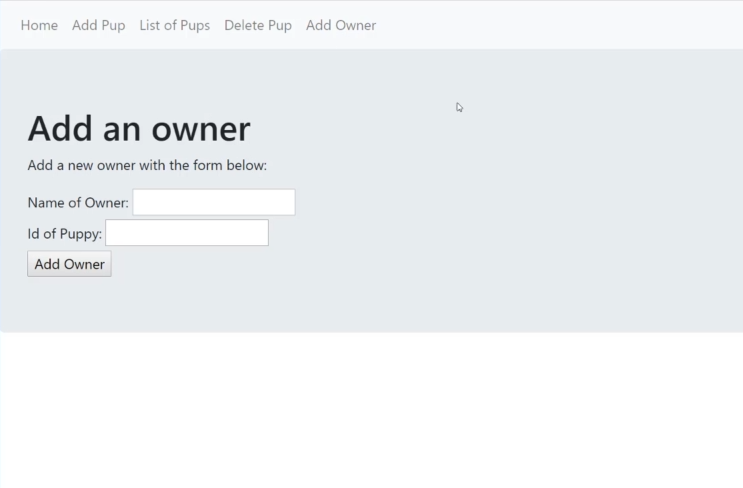 Home Add Pup List of Pups Delete Pup Add Owner
Add an owner
Add a new owner with the form below:
Name of Owner:
Id of Puppy:
Add Owner